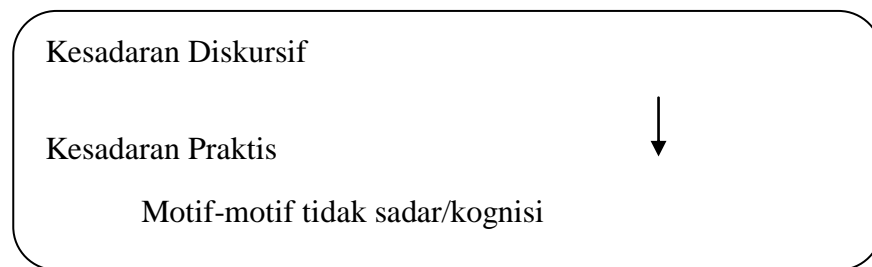 Kesadaran Diskursif
Kesadaran Praktis
Motif-motif tidak sadar/kognisi